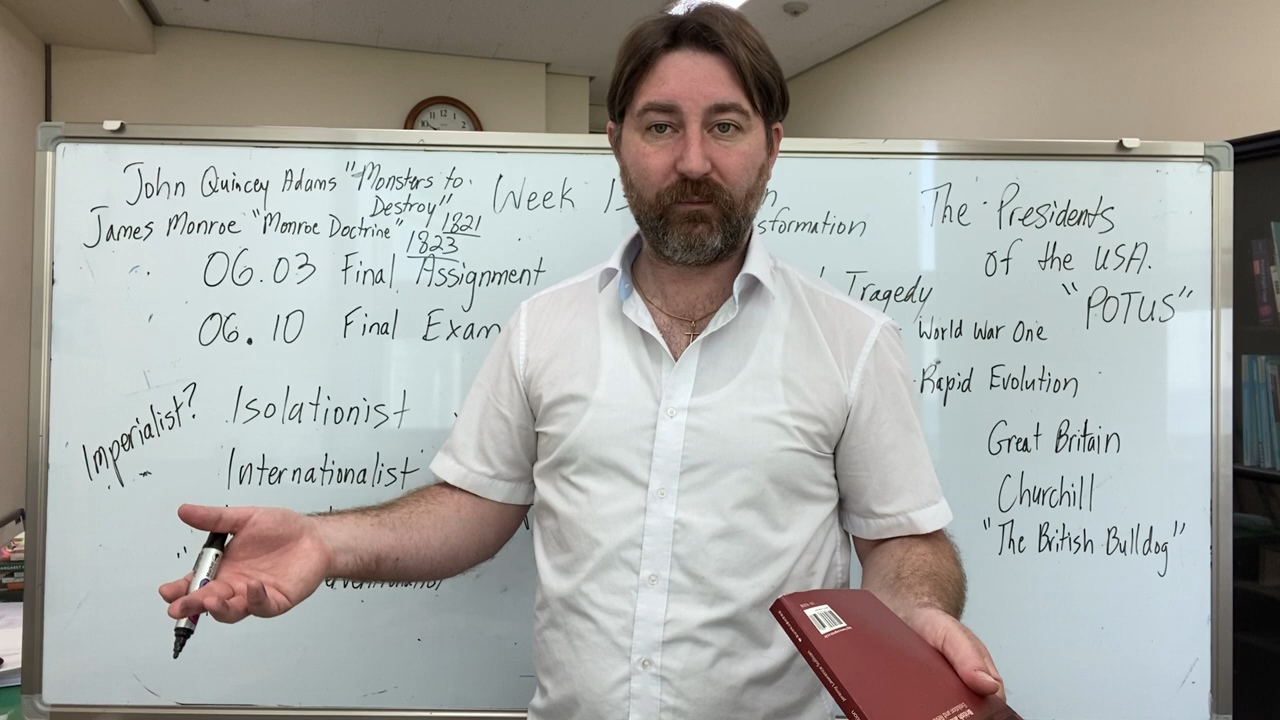 John Quincey Adams "Monsters to
Destroy" 1821
James Monroe "Monroe Doctrine" 1823
Week
06.03 Final Assignment
06.10 Final Exam
Imperialist?
Isolationist
Internationalist
The Presidents
of the USA.
"POTUS"
Tragedy
World War One
Rapid Evolution
Great Britain
Churchill
"The British Bulldog"